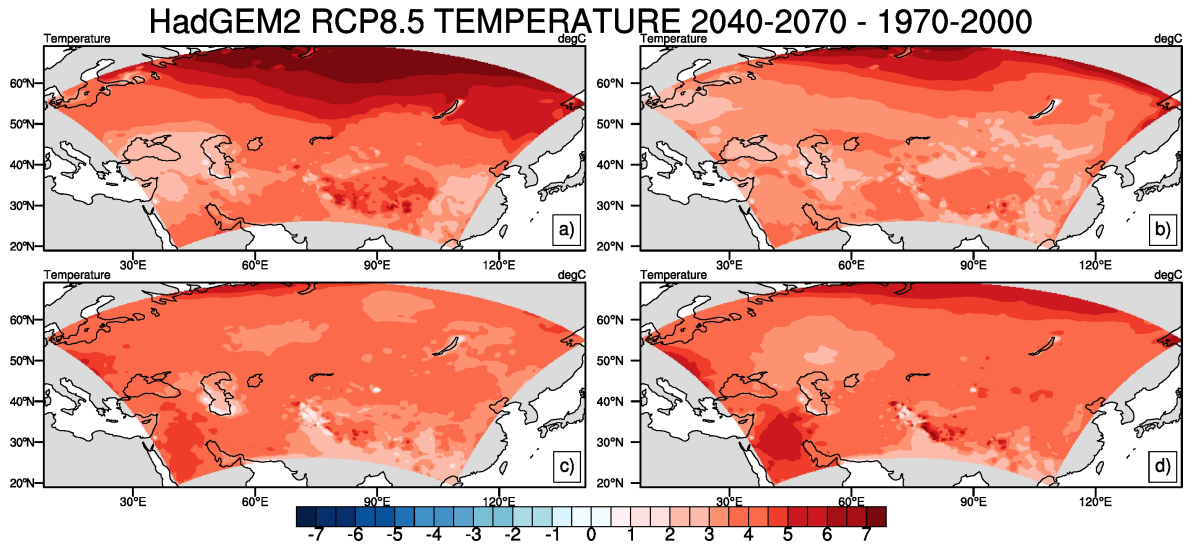 HadGEM2 RCP8.5 TEMPERATURE 2040-2070 - 1970-2000
Temperature degC Temperature degC
60°N 60°N
50°N 50°N
40°N 40°N
30°N 30°N
20°N 20°N
a) b)
30°E 60°E 90°E 120°E 30°E 60°E 90°E 120°E
Temperature degC Temperature degC
60°N 60°N
50°N 50°N
40°N 40°N
30°N 30°N
20°N 20°N
c) d)
30°E 60°E 90°E 120°E 30°E 60°E 90°E 120°E
-7 -6 -5 -4 -3 -2 -1 0 1 2 3 4 5 6 7